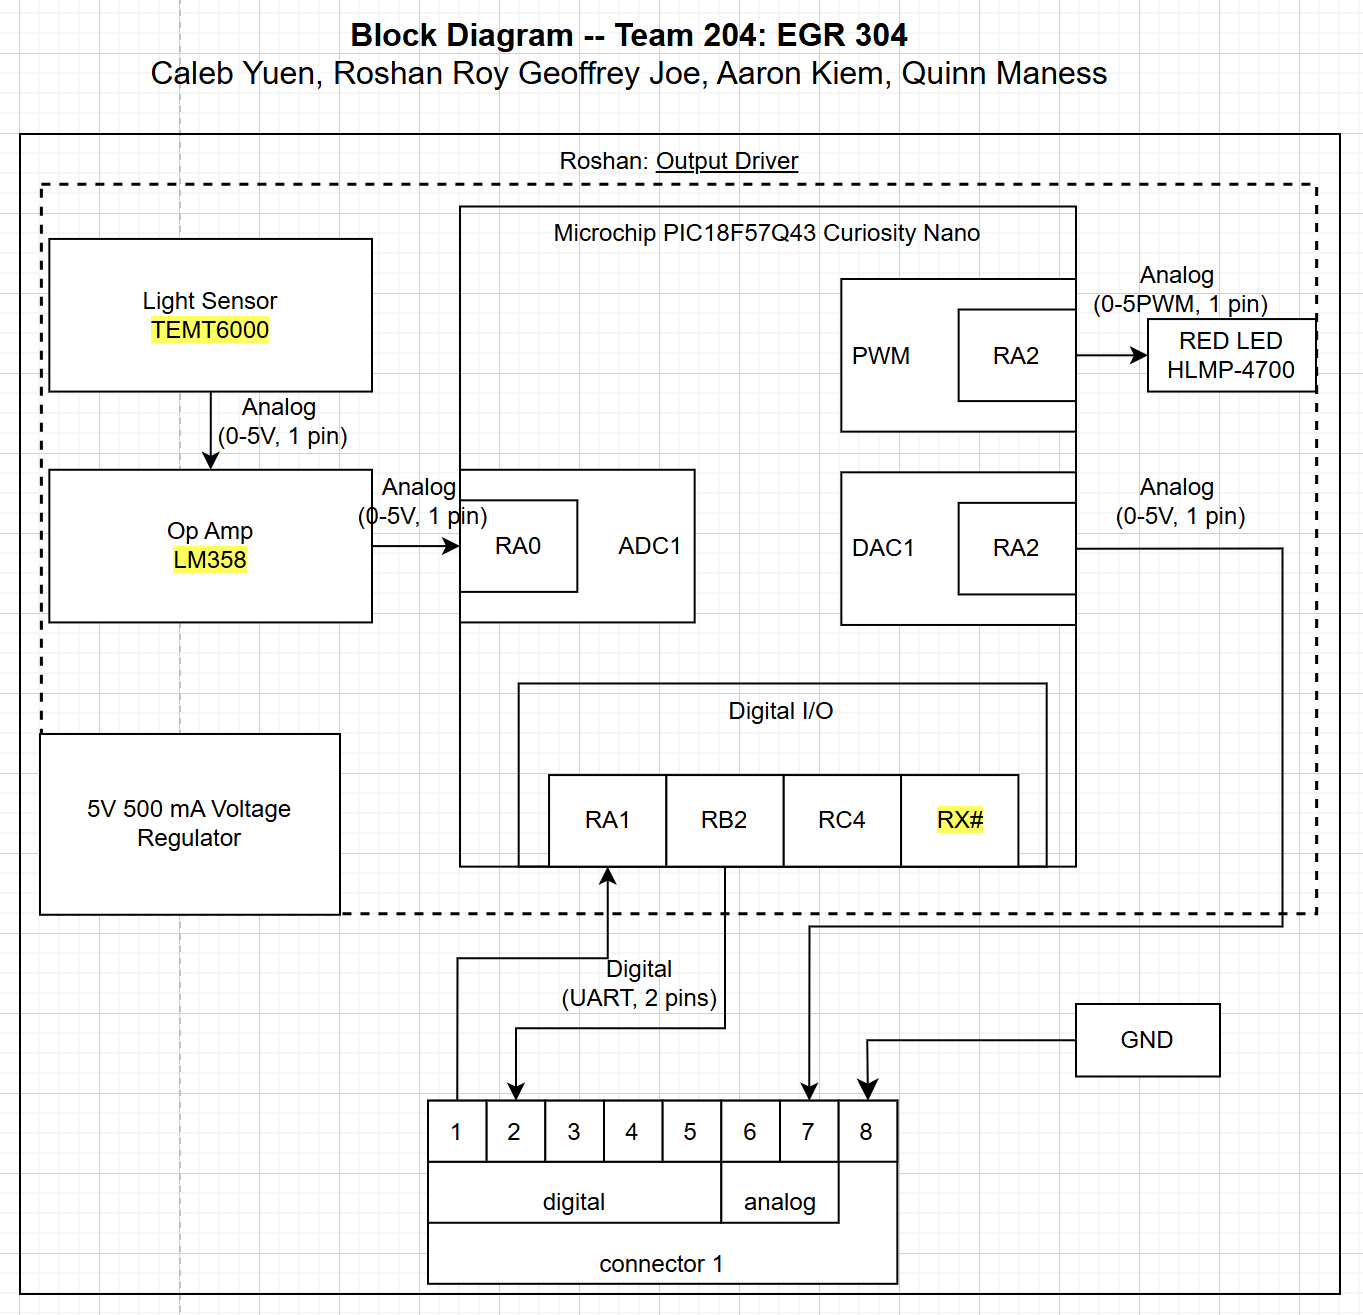 Block Diagram -- Team 204: EGR 304
Caleb Yuen, Roshan Roy Geoffrey Joe, Aaron Kiem, Quinn Maness
Roshan: Output Driver
Microchip PIC18F57Q43 Curiosity Nano
Light Sensor
TEMT6000
Analog
(0-5V, 1 pin)
Op Amp
LM358
Analog
(0-5V, 1 pin)
RA0
ADC1
PWM
RA2
Analog
(0-5PWM, 1 pin)
RED LED
HLMP-4700
DAC1
RA2
Analog
(0-5V, 1 pin)
5V 500 mA Voltage
Regulator
Digital I/O
RA1
RB2
RC4
RX#
Digital
(UART, 2 pins)
GND
1 2 3 4 5 6 7 8
digital
analog
connector 1